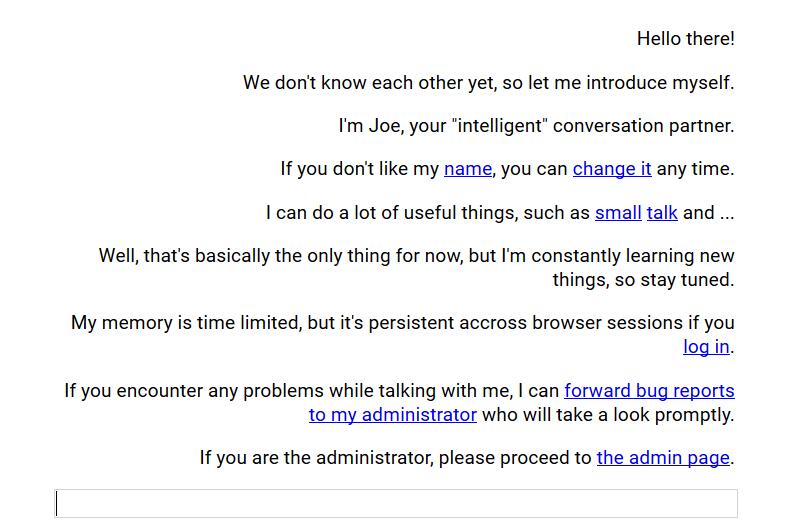 Hello there!
We don't know each other yet, so let me introduce myself.
I'm Joe, your "intelligent" conversation partner.
If you don't like my name, you can change it any time.
I can do a lot of useful things, such as small talk and ...
Well, that's basically the only thing for now, but I'm constantly learning new
things, so stay tuned.
My memory is time limited, but it's persistent accross browser sessions if you
log in.
If you encounter any problems while talking with me, I can forward bug reports
to my administrator who will take a look promptly.
If you are the administrator, please proceed to the admin page.